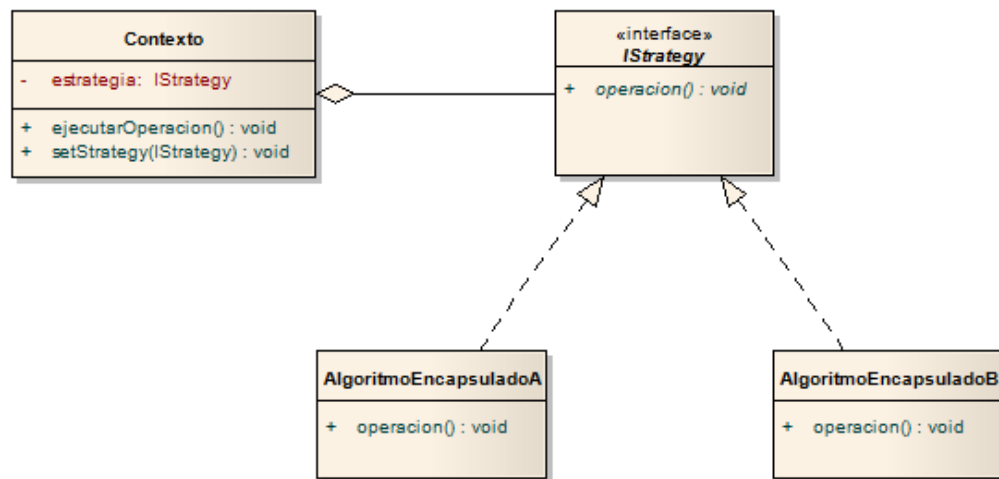 Contexto
- estrategia: IStrategy
+ ejecutarOperacion() : void
+ setStrategy(IStrategy) : void
«interface»
IStrategy
+ operacion() : void
AlgoritmoEncapsuladoA
+ operacion() : void
AlgoritmoEncapsuladoB
+ operacion() : void